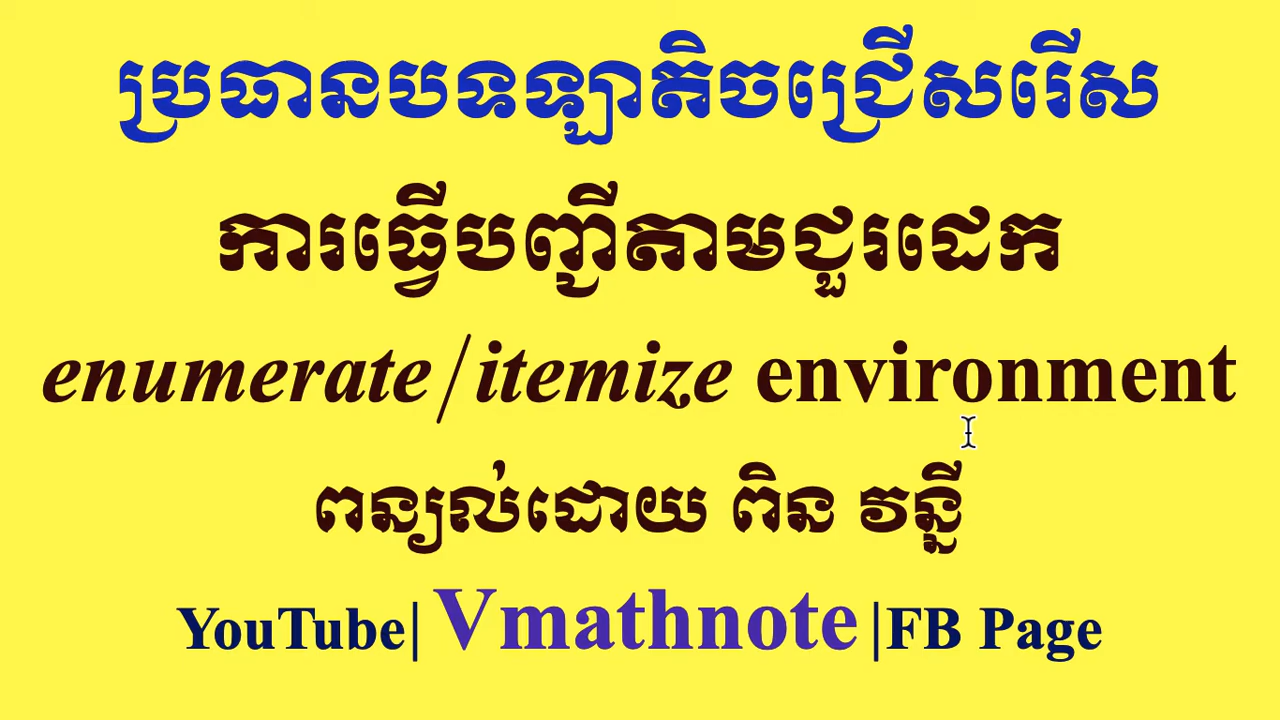 ប្រធានបទឡាតិចជ្រើសរើស
ការធ្វើបញ្ជីតាមជួរដេក
enumerate/itemize environment
ពន្យល់ដោយ ពិន វន្នី
YouTube| Vmathnote |FB Page